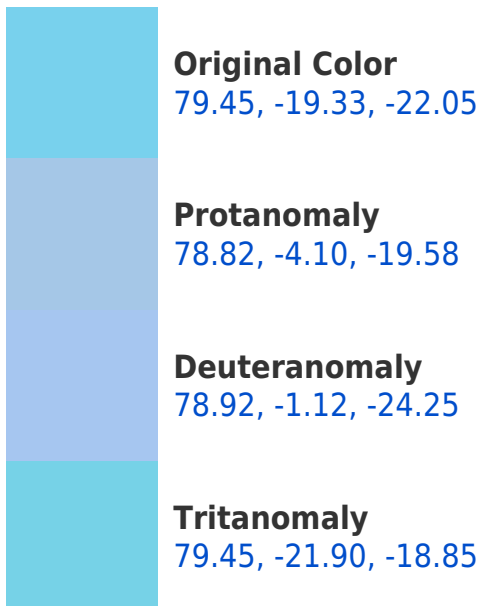 Original Color
79.45, -19.33, -22.05
Protanomaly
78.82, -4.10, -19.58
Deuteranomaly
78.92, -1.12, -24.25
Tritanomaly
79.45, -21.90, -18.85